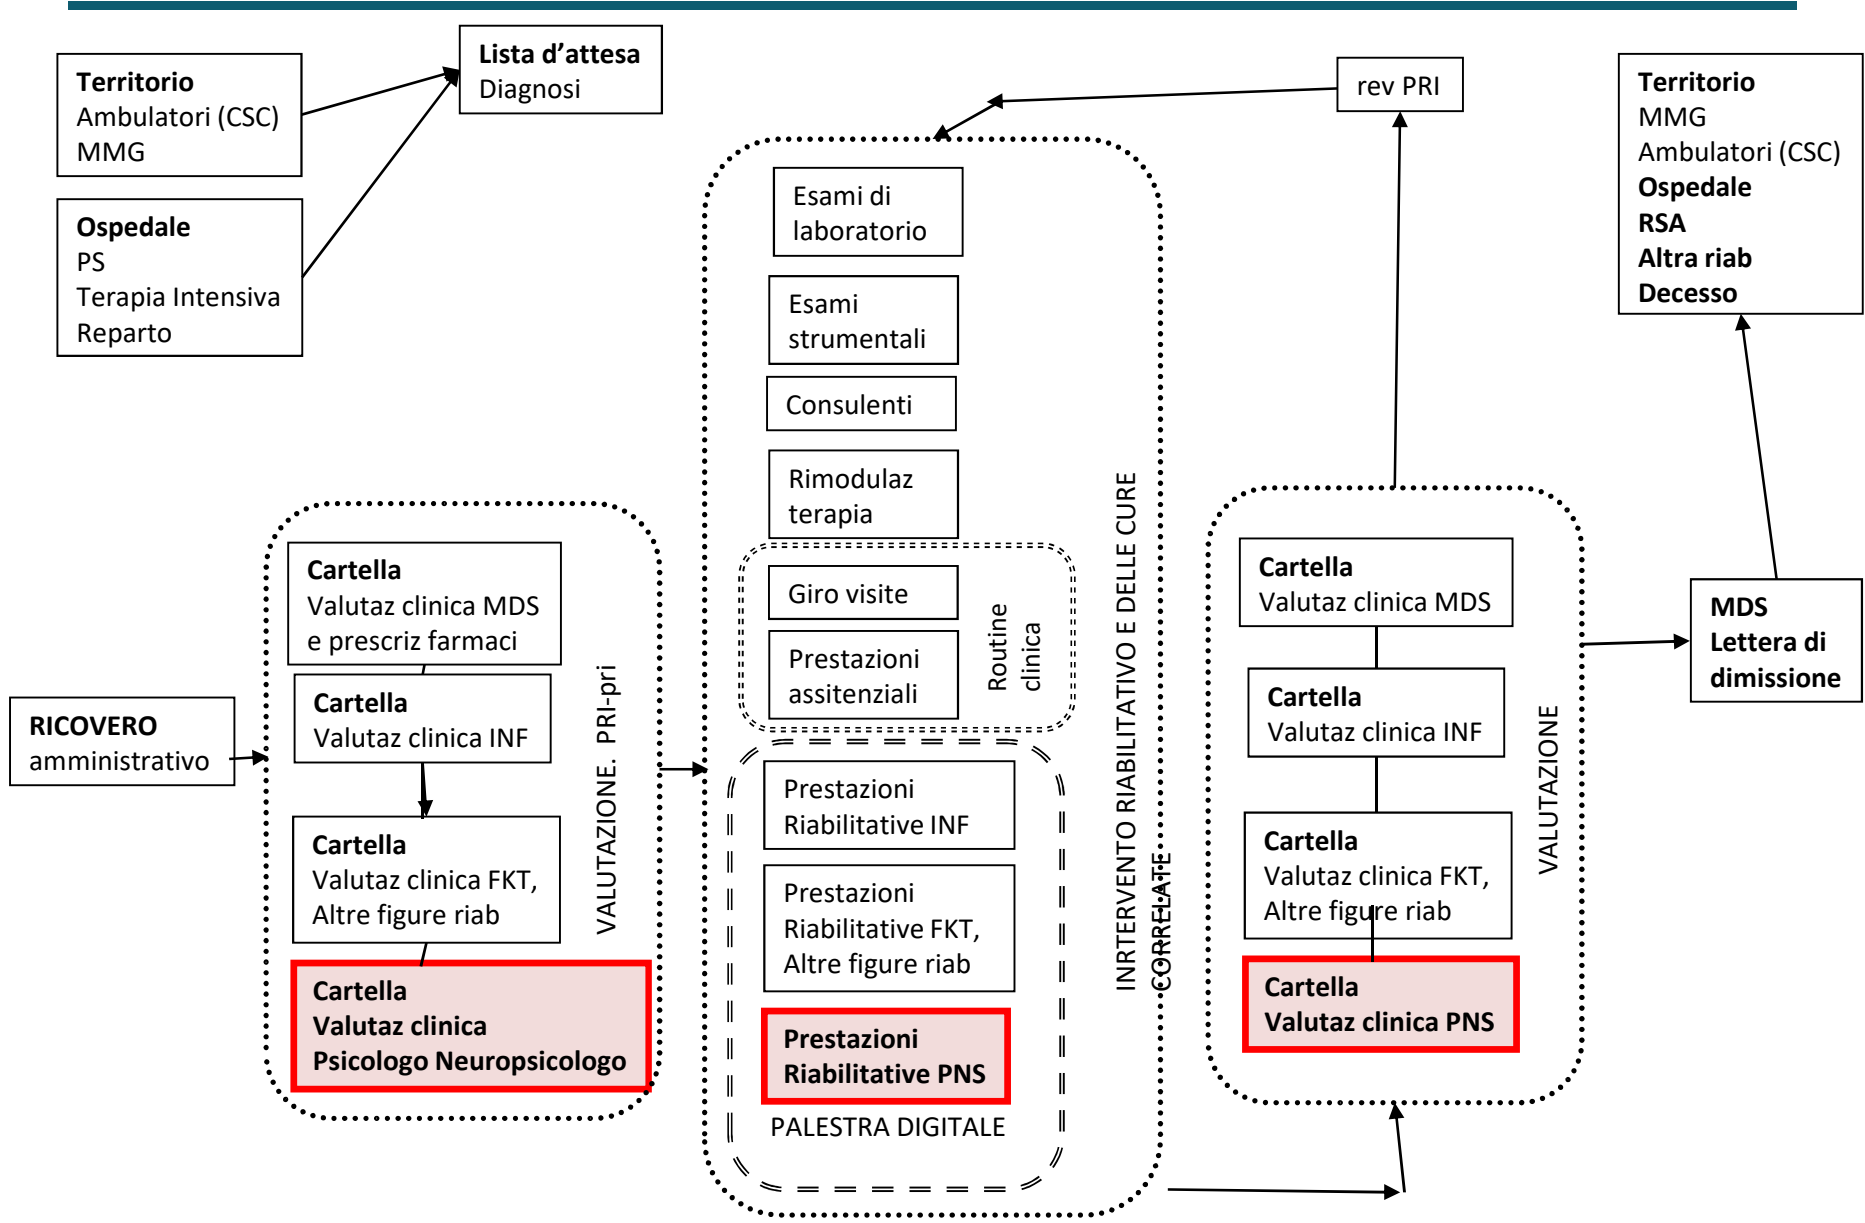 Territorio
Ambulatori (CSC)
MMG
Lista d’attesa
Diagnosi
Ospedale
PS
Terapia Intensiva
Reparto
RICOVERO
amministrativo
Cartella
Valutaz clinica MDS
e prescriz farmaci
Cartella
Valutaz clinica INF
Cartella
Valutaz clinica FKT,
Altre figure riab
Cartella
Valutaz clinica
Psicologo Neuropsicologo
VALUTAZIONE. PRI-pri
Esami di
laboratorio
Esami
strumentali
Consulenti
Rimodulaz
terapia
Giro visite
Prestazioni
assitenziali
Routine
clinica
Prestazioni
Riabilitative INF
Prestazioni
Riabilitative FKT,
Altre figure riab
Prestazioni
Riabilitative PNS
PALESTRA DIGITALE
INRTERVENTO RIABILITATIVO E DELLE CURE
CORRELATE
rev PRI
Cartella
Valutaz clinica MDS
Cartella
Valutaz clinica INF
Cartella
Valutaz clinica FKT,
Altre figure riab
Cartella
Valutaz clinica PNS
VALUTAZIONE
MDS
Lettera di
dimissione
Territorio
MMG
Ambulatori (CSC)
Ospedale
RSA
Altra riab
Decesso